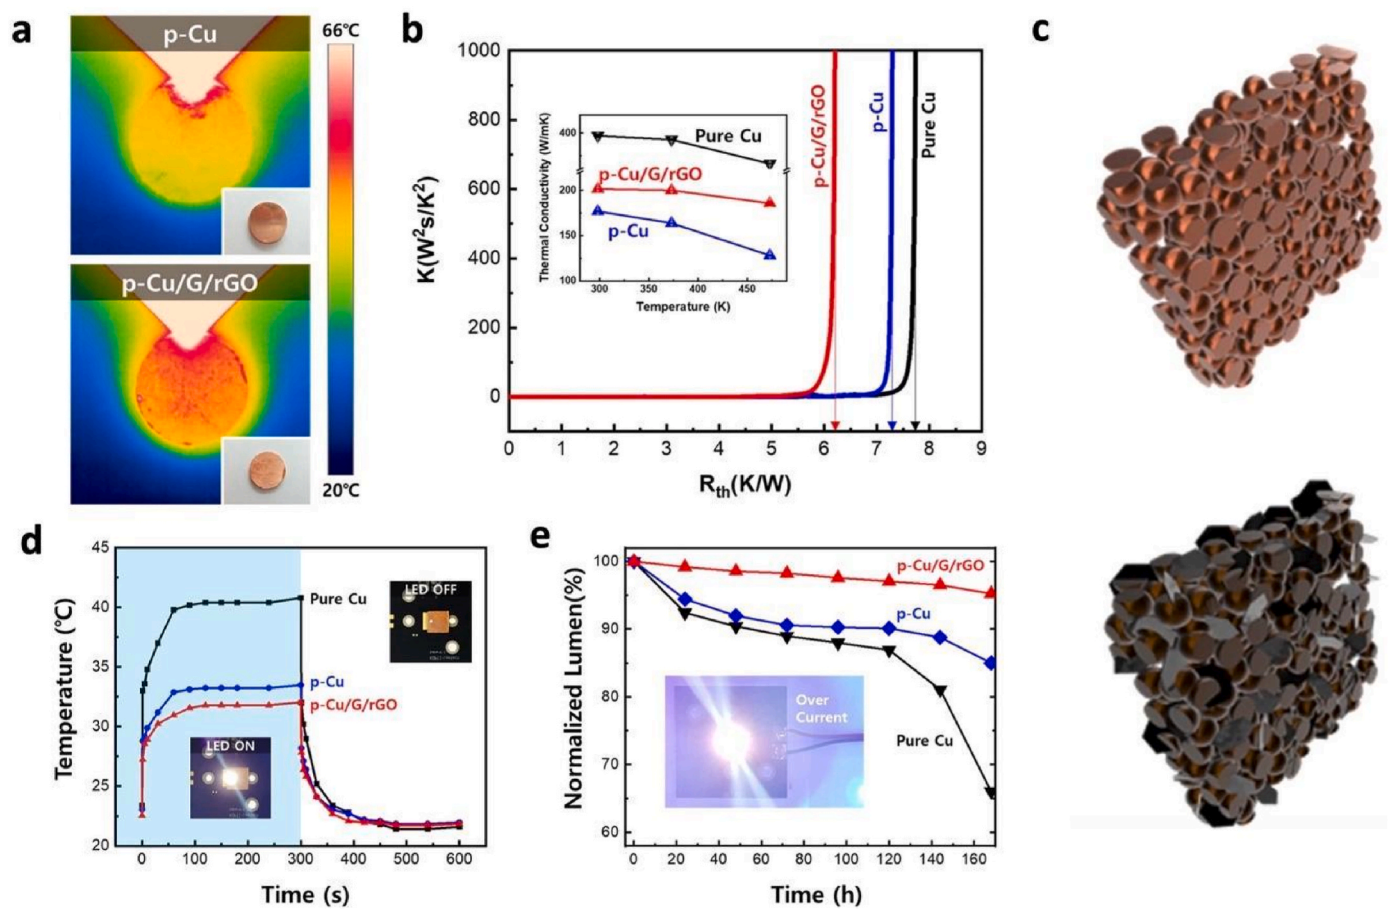 a
p-Cu
66℃
p-Cu/G/rGO
20℃
b
1000
800
600
400
200
0
K(W²s/K²)
0 1 2 3 4 5 6 7 8 9
Rth(K/W)
p-Cu/G/rGO
p-Cu
Pure Cu
Thermal Conductivity (W/mK)
400
200
150
100
Pure Cu
p-Cu/G/rGO
p-Cu
300 350 400 450
Temperature (K)
c
d
45
40
35
30
25
20
Temperature (℃)
Pure Cu
p-Cu
p-Cu/G/rGO
LED OFF
LED ON
0 100 200 300 400 500 600
Time (s)
e
100
90
80
70
60
Normalized Lumen(%)
p-Cu/G/rGO
p-Cu
Pure Cu
Over
Current
0 20 40 60 80 100 120 140 160
Time (h)